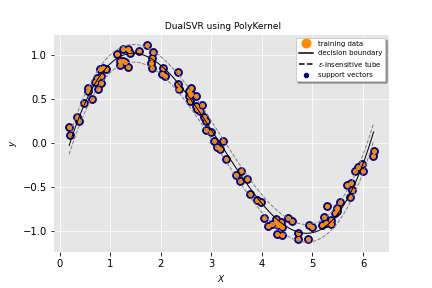 DualSVR using PolyKernel
training data
decision boundary
ε-insensitive tube
support vectors
y
1.0
0.5
0.0
−0.5
−1.0
0 1 2 3 4 5 6
X